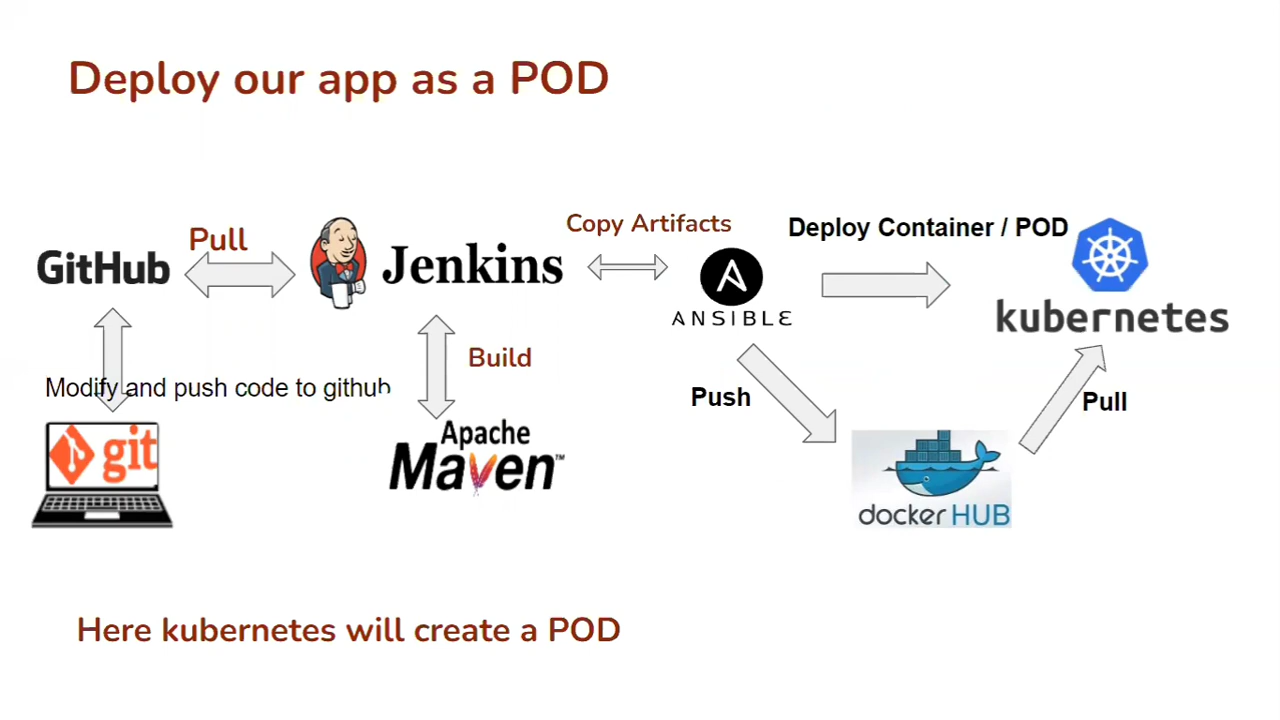 Deploy our app as a POD
Pull
Copy Artifacts
Deploy Container / POD
GitHub
Jenkins
ANSIBLE
kubernetes
Build
Modify and push code to github
Push
Pull
git
Apache
Maven™
docker HUB
Here kubernetes will create a POD